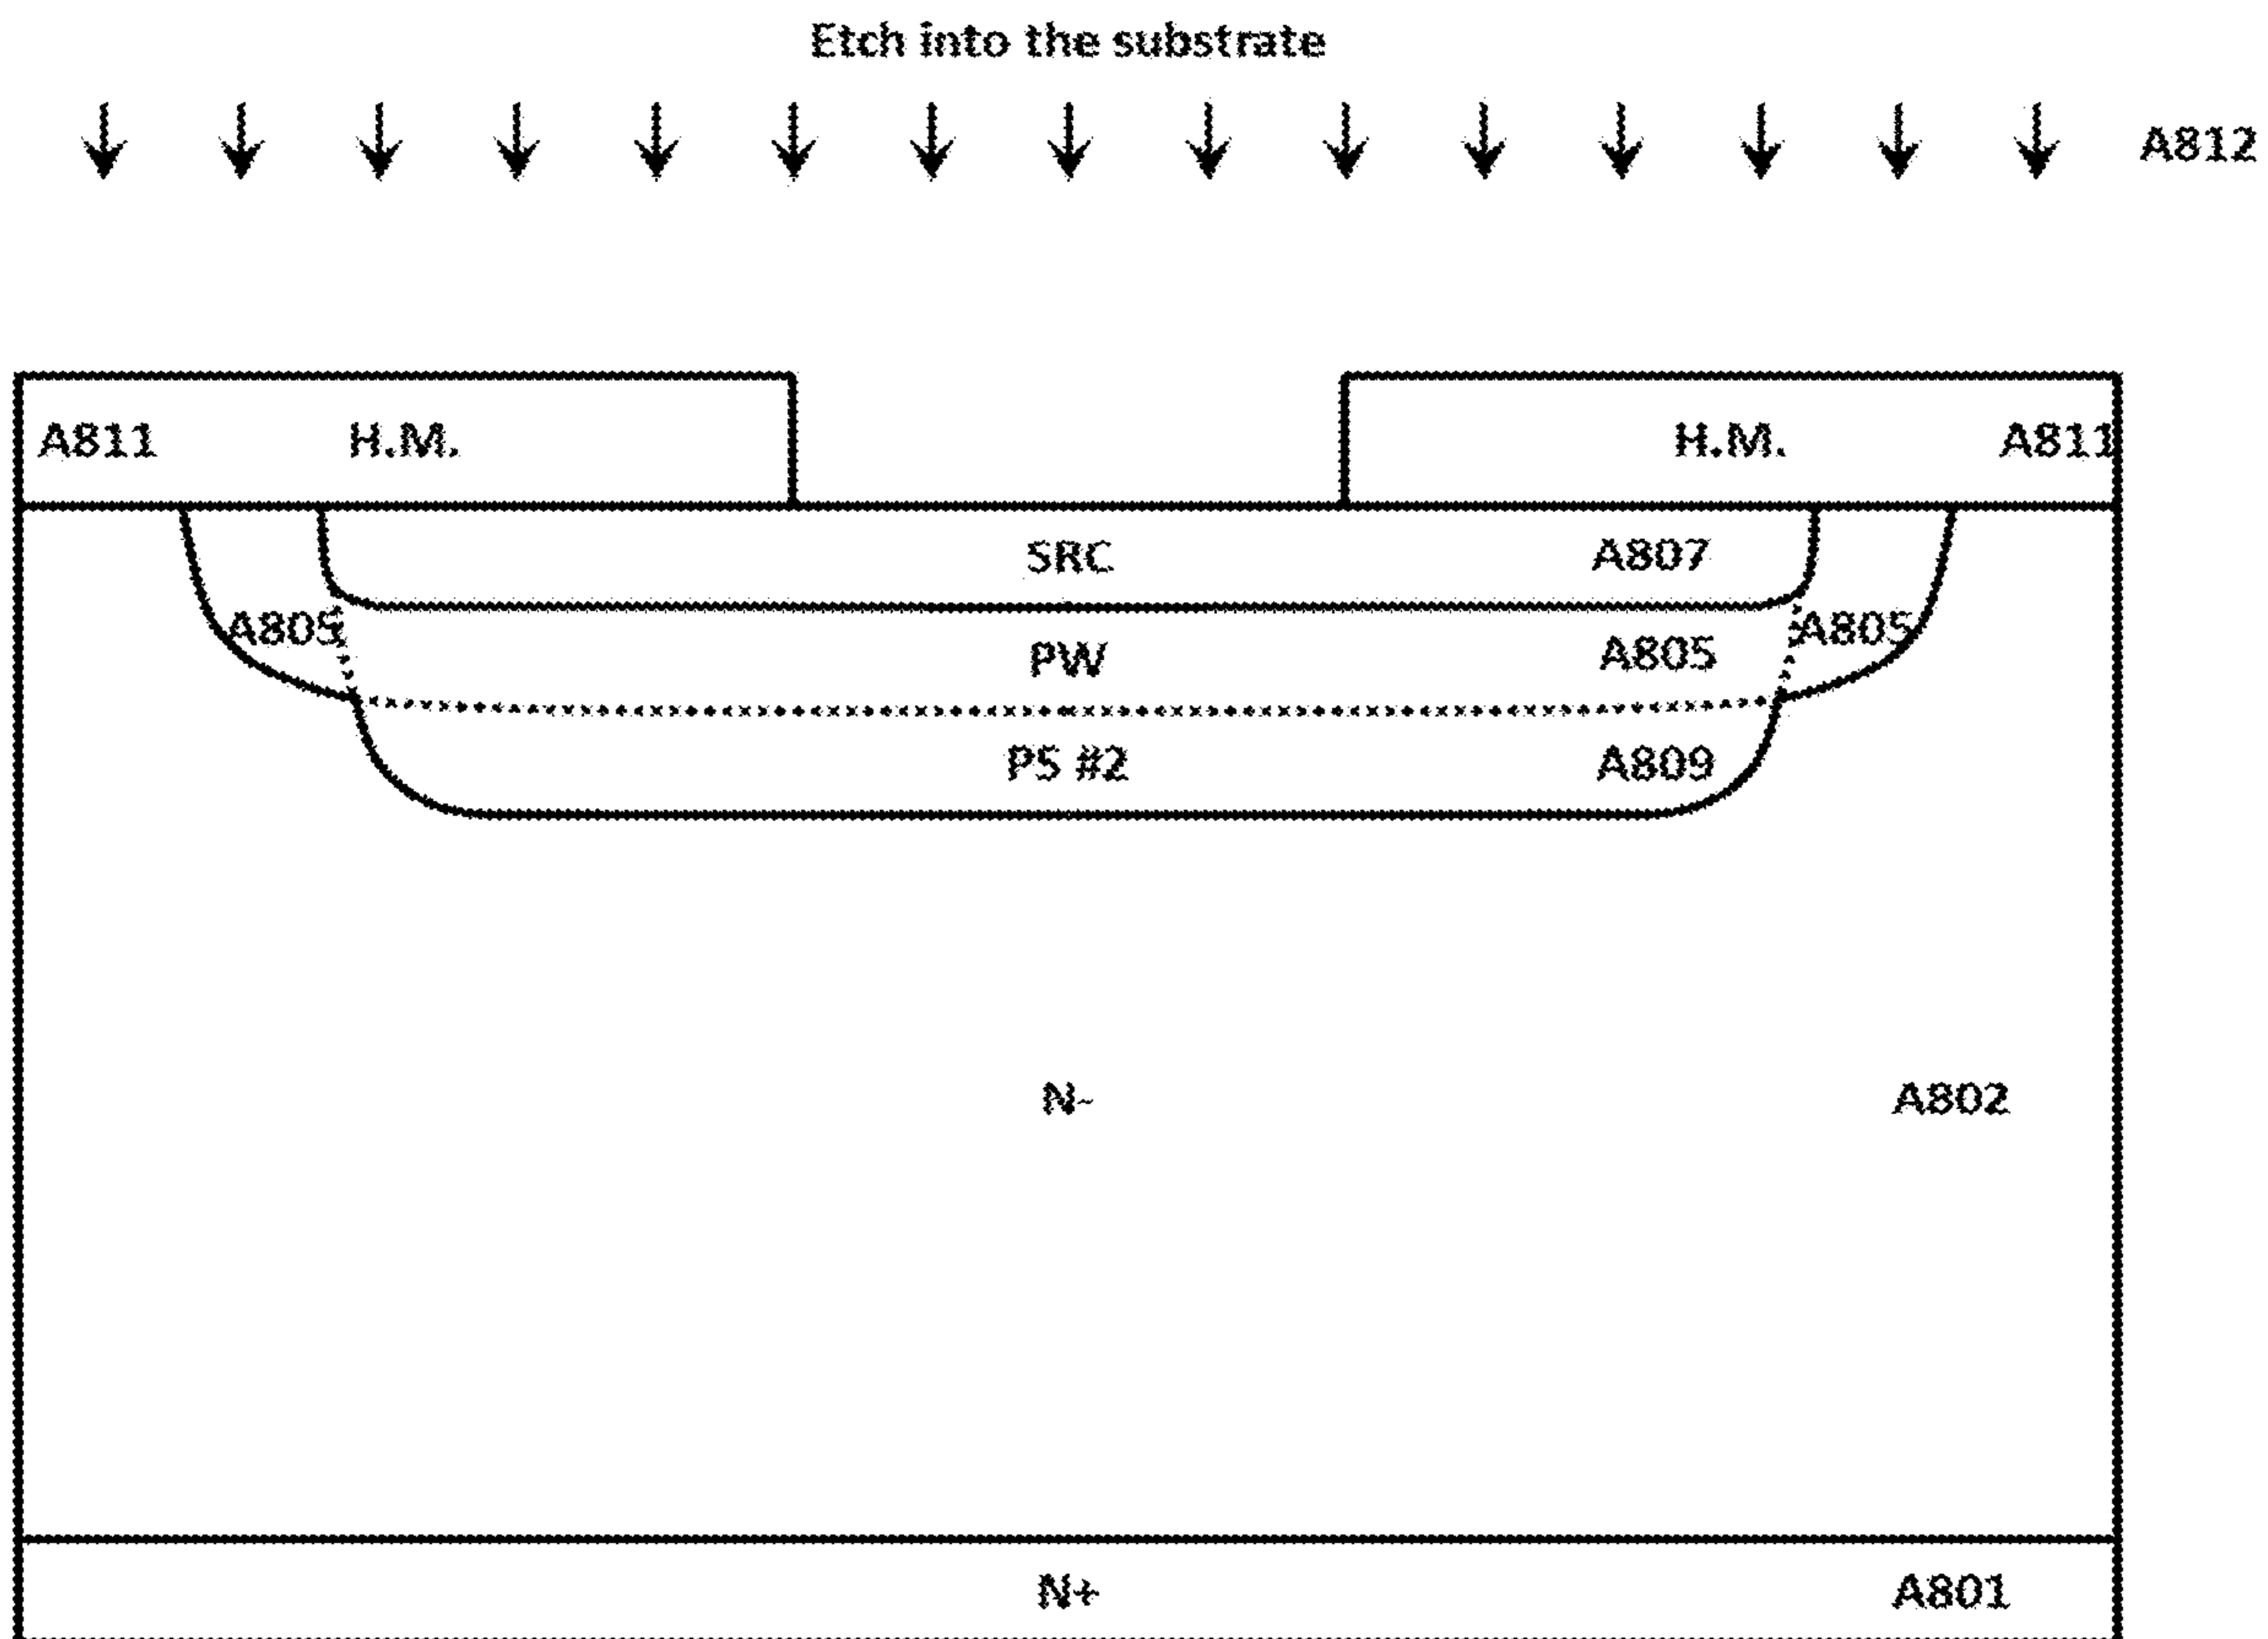 Etch into the substrate
A812
A811 H.M. H.M. A811
SRC A807
A805 PW A805 A805
PS #2 A809
N- A802
N+ A801